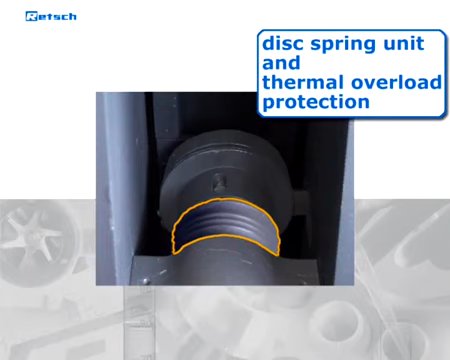 Retsch
disc spring unit
and
thermal overload
protection